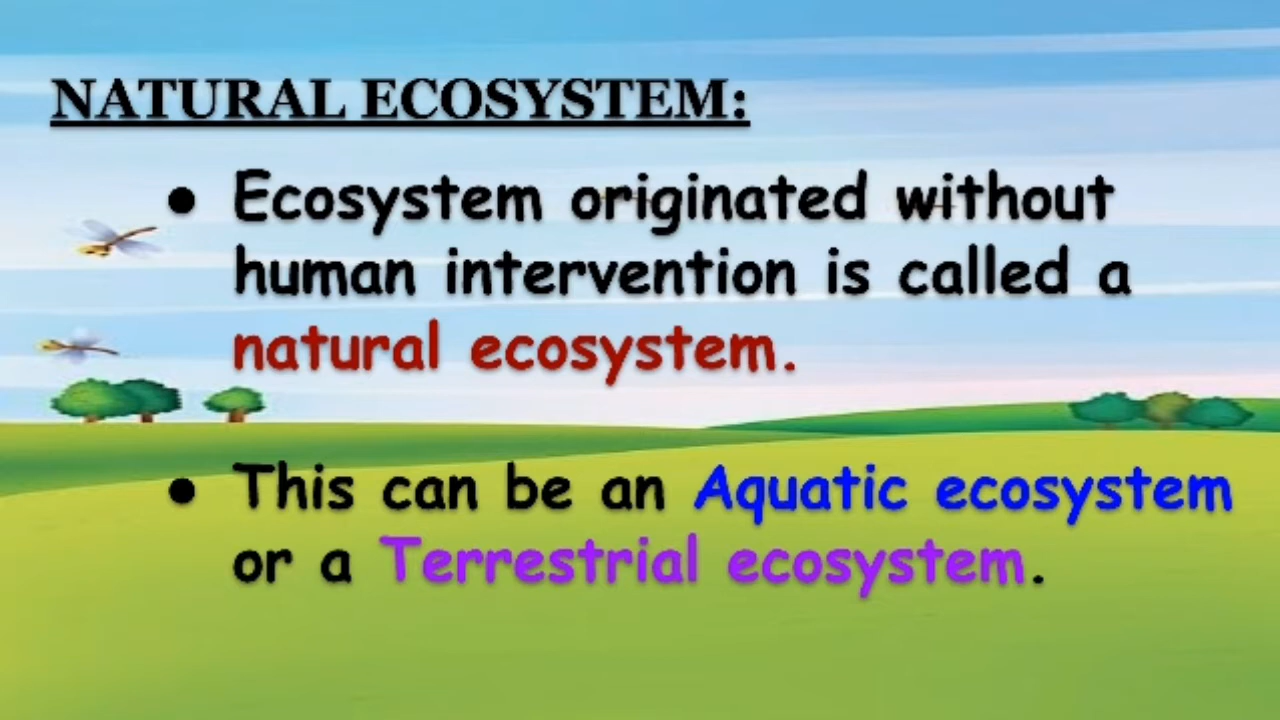 NATURAL ECOSYSTEM:
● Ecosystem originated without
human intervention is called a
natural ecosystem.
● This can be an Aquatic ecosystem
or a Terrestrial ecosystem.